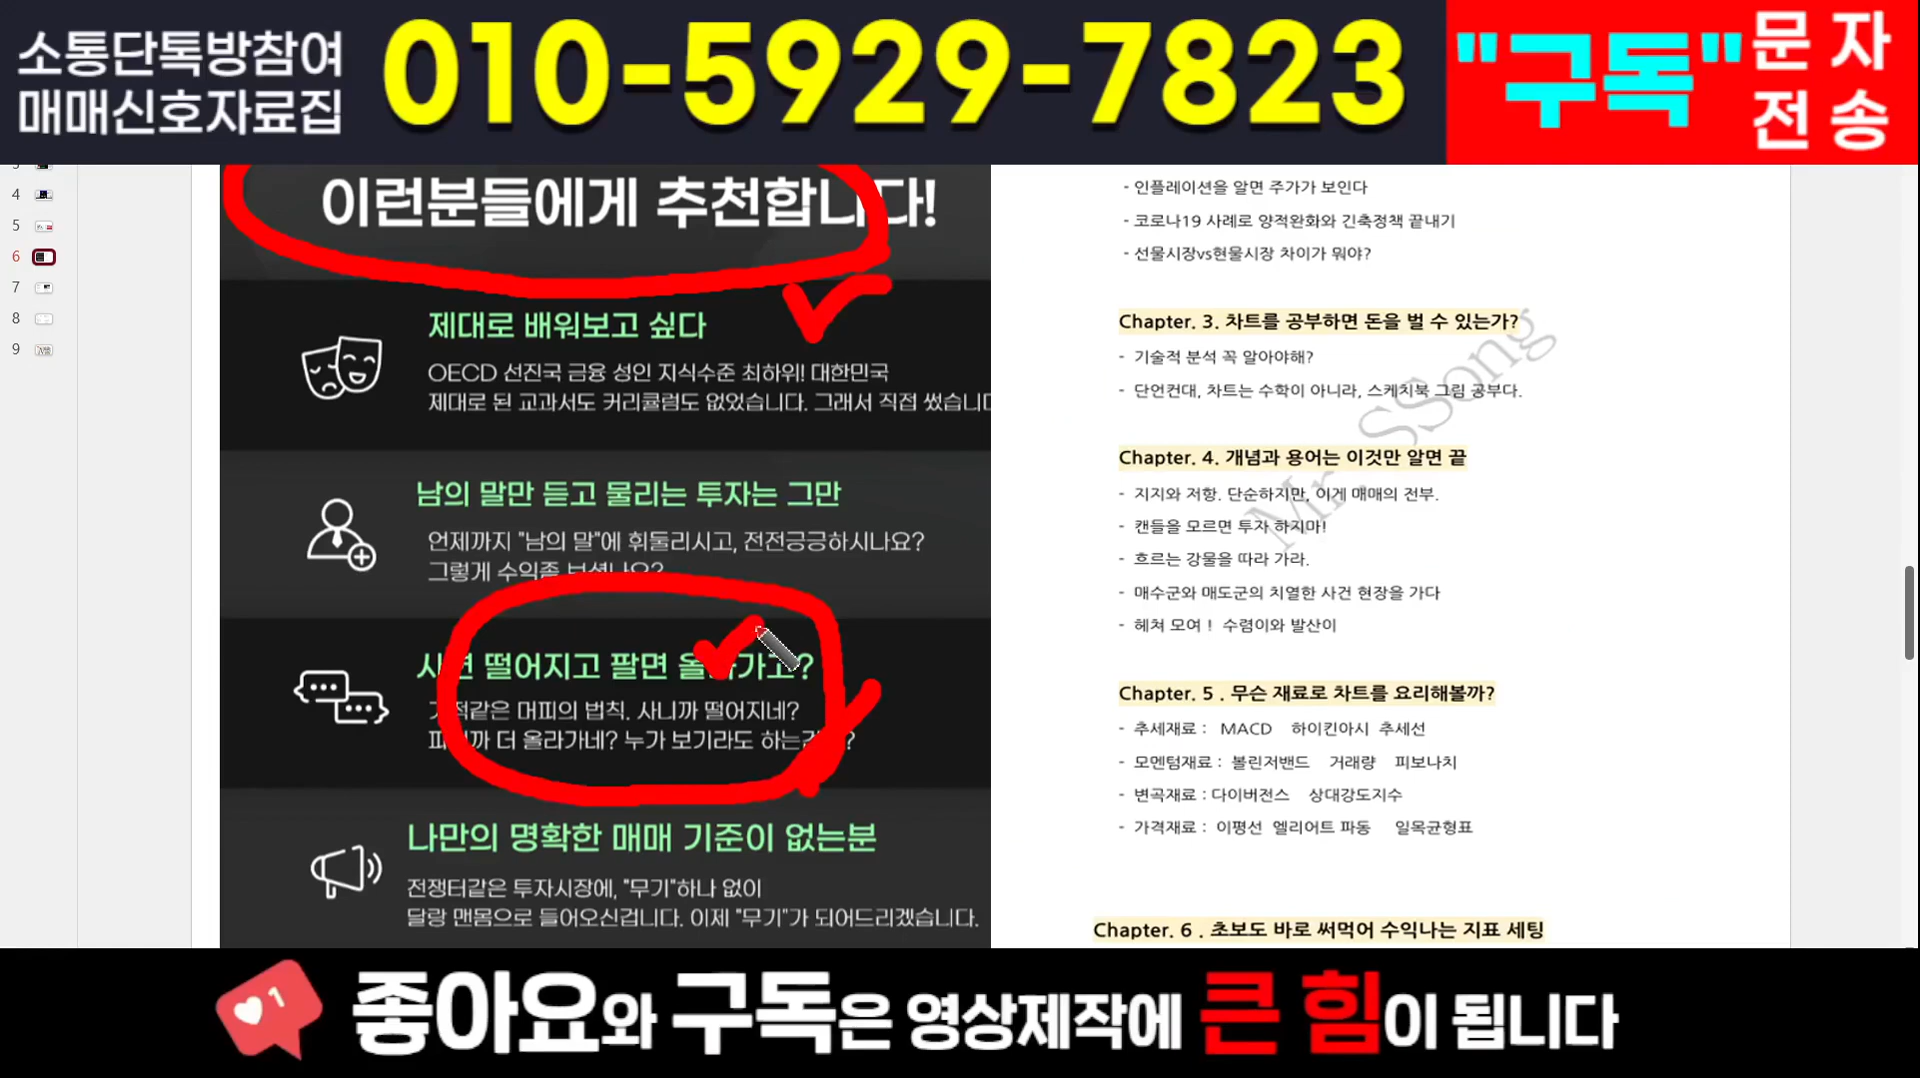 소통단톡방참여
매매신호자료집
010-5929-7823
"구독"
문자
전송
4
5
6
7
8
9
이런분들에게 추천합니다!
제대로 배워보고 싶다
OECD 선진국 금융 성인 지식수준 최하위! 대한민국
제대로 된 교과서도 커리큘럼도 없었습니다. 그래서 직접 썼습니다
남의 말만 듣고 물리는 투자는 그만
언제까지 "남의 말"에 휘둘리시고, 전전긍긍하시나요?
그렇게 수익좀 보셨나요?
사면 떨어지고 팔면 올라가고?
같은 머피의 법칙. 사니까 떨어지네?
더 올라가네? 누가 보기라도 하는
나만의 명확한 매매 기준이 없는분
전쟁터같은 투자시장에, "무기"하나 없이
달랑 맨몸으로 들어오신겁니다. 이제 "무기"가 되어드리겠습니다.
- 인플레이션을 알면 주가가 보인다
- 코로나19 사례로 양적완화와 긴축정책 끝내기
- 선물시장vs현물시장 차이가 뭐야?
Chapter. 3. 차트를 공부하면 돈을 벌 수 있는가?
- 기술적 분석 꼭 알아야해?
- 단언컨대, 차트는 수학이 아니라, 스케치북 그림 공부다.
Chapter. 4. 개념과 용어는 이것만 알면 끝
- 지지와 저항. 단순하지만, 이게 매매의 전부.
- 캔들을 모르면 투자 하지마!
- 흐르는 강물을 따라 가라.
- 매수군와 매도군의 치열한 사건 현장을 가다
- 헤쳐 모여 ! 수렴이와 발산이
Chapter. 5 . 무슨 재료로 차트를 요리해볼까?
- 추세재료 : MACD 하이킨아시 추세선
- 모멘텀재료 : 볼린저밴드 거래량 피보나치
- 변곡재료 : 다이버전스 상대강도지수
- 가격재료 : 이평선 엘리어트 파동 일목균형표
Chapter. 6 . 초보도 바로 써먹어 수익나는 지표 세팅
Mr. SSong
1
좋아요와 구독은 영상제작에 큰 힘이 됩니다